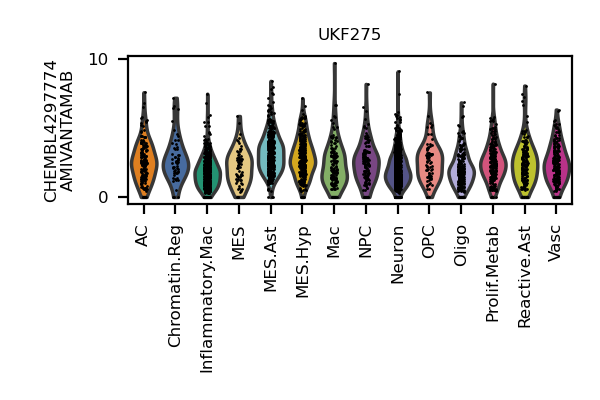 UKF275
CHEMBL4297774
AMIVANTAMAB
10
0
AC
Chromatin.Reg
Inflammatory.Mac
MES
MES.Ast
MES.Hyp
Mac
NPC
Neuron
OPC
Oligo
Prolif.Metab
Reactive.Ast
Vasc